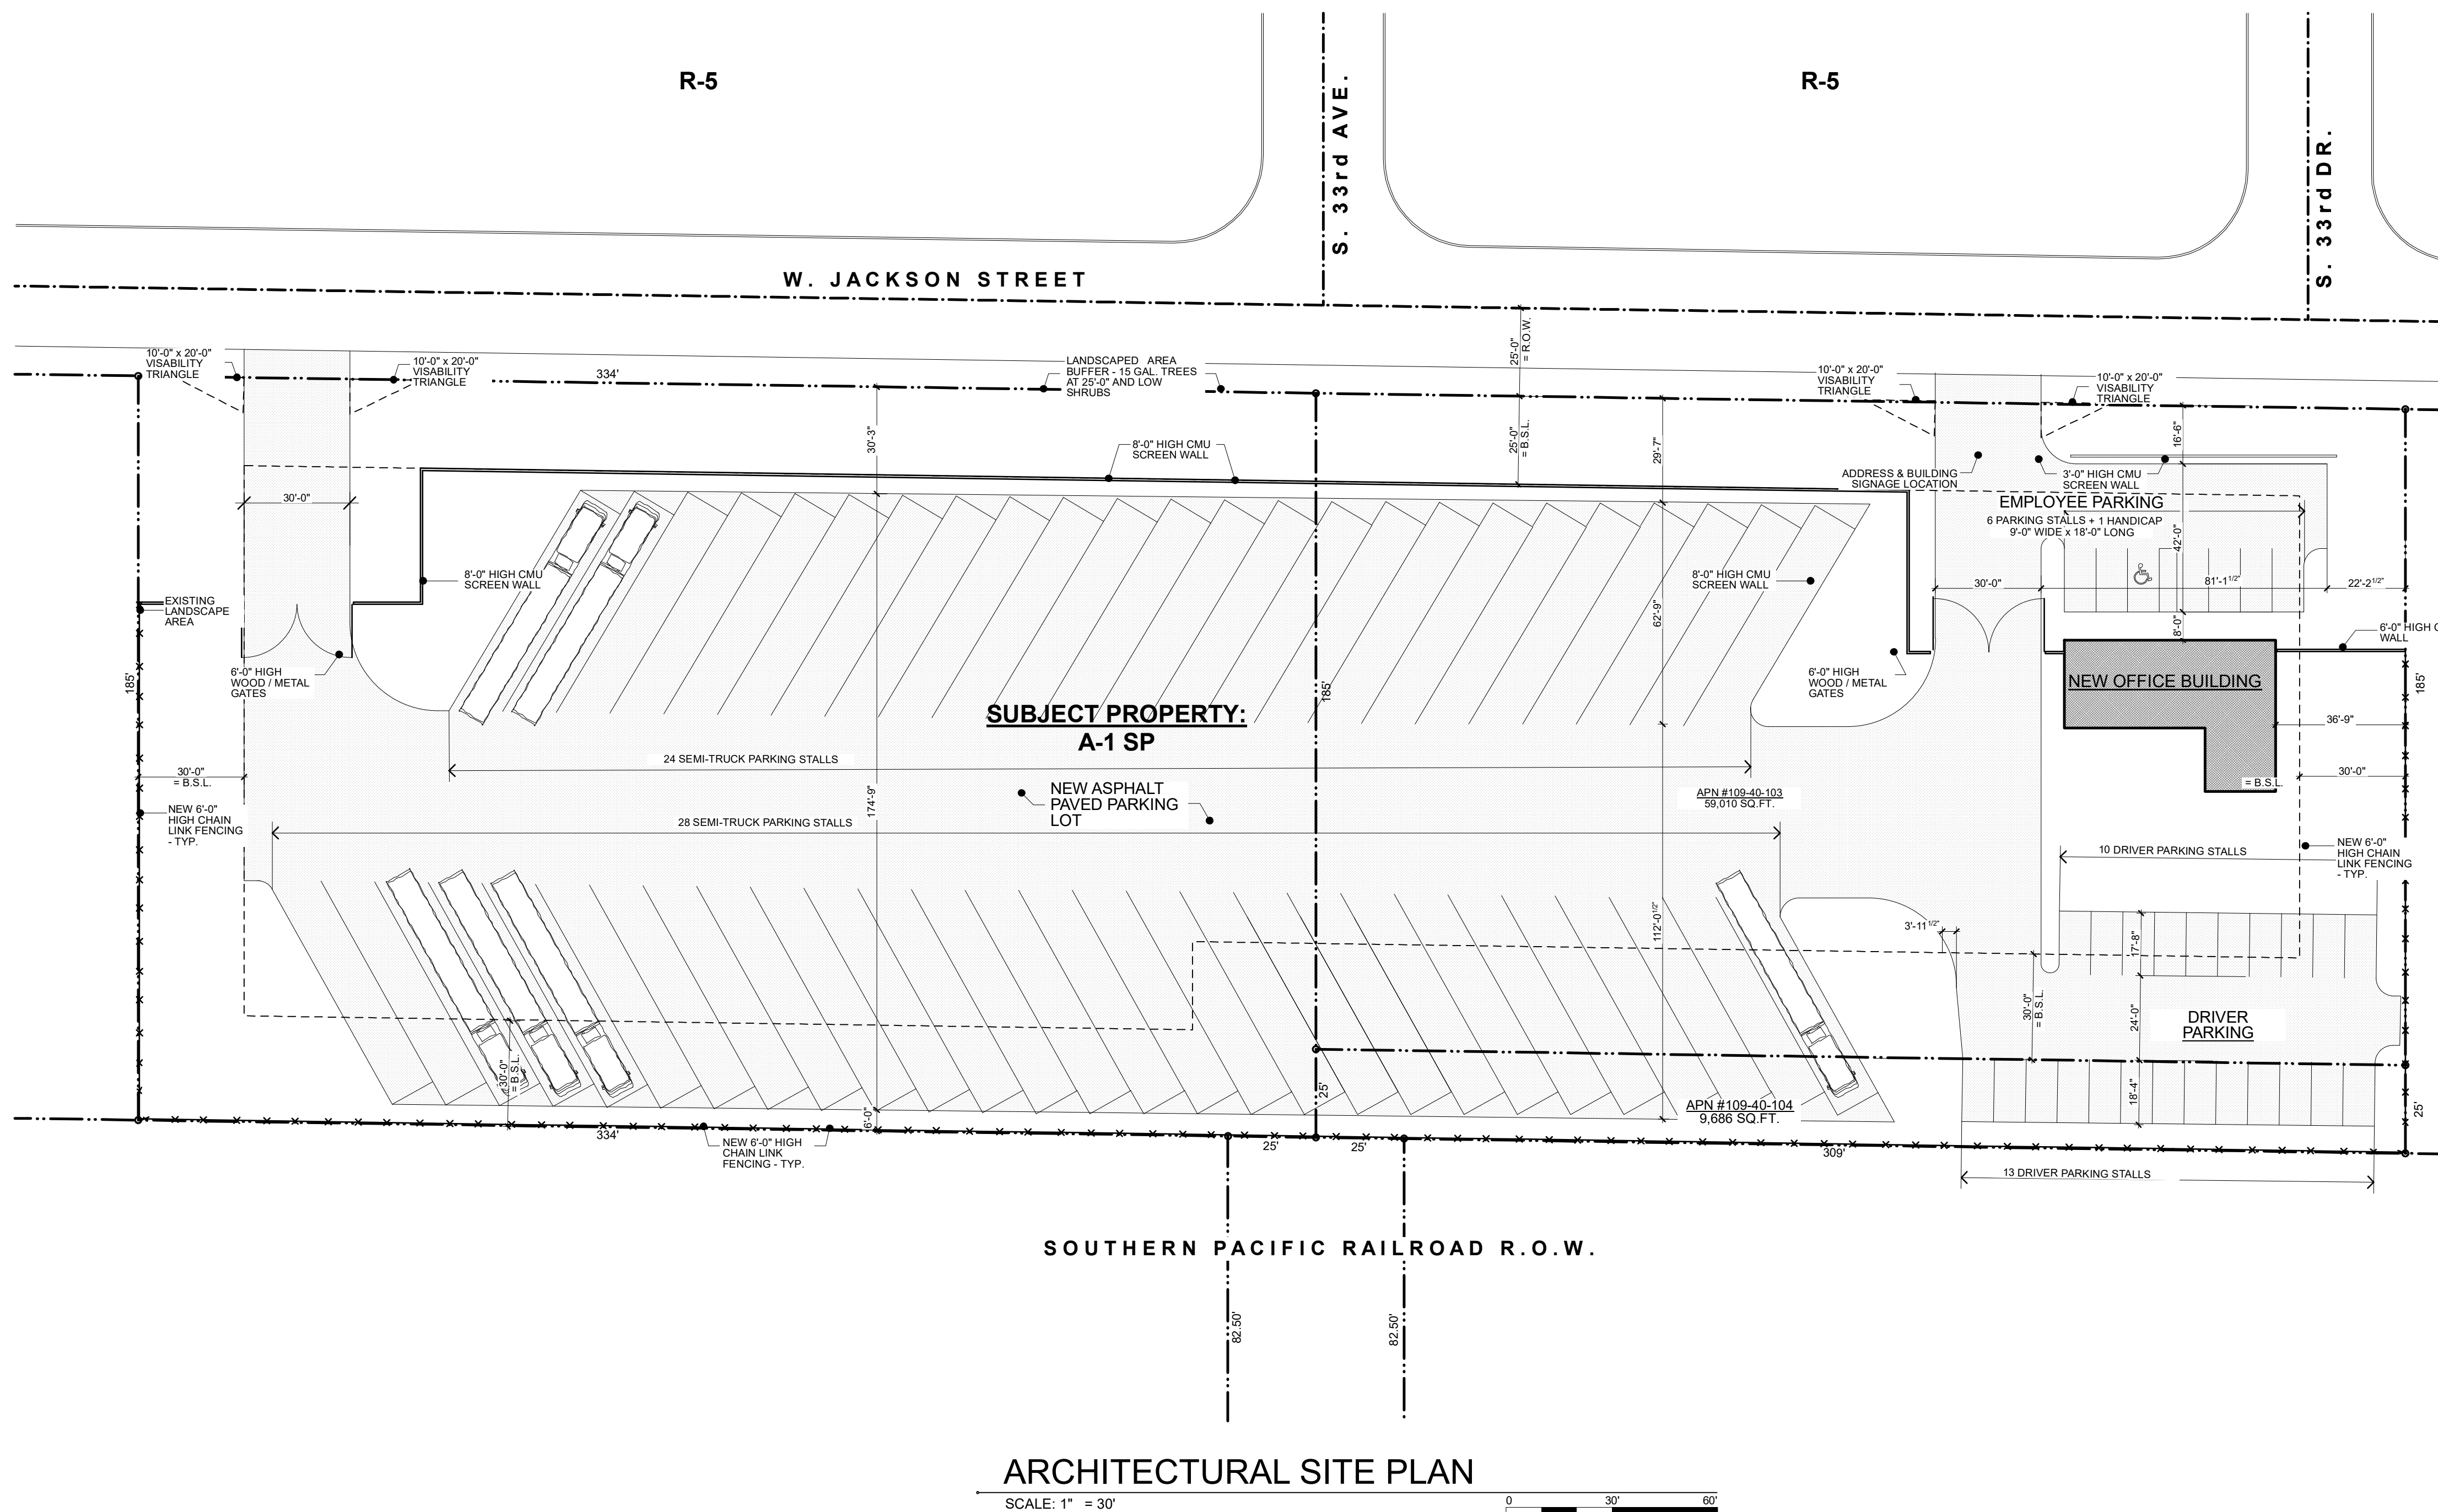 R-5
R-5
S. 33rd AVE.
S. 33rd DR.
W. JACKSON STREET
10'-0" x 20'-0"
VISABILITY
TRIANGLE
10'-0" x 20'-0"
VISABILITY
TRIANGLE
334'
LANDSCAPED AREA
BUFFER - 15 GAL. TREES
AT 25'-0" AND LOW
SHRUBS
25'-0"
= R.O.W.
10'-0" x 20'-0"
VISABILITY
TRIANGLE
10'-0" x 20'-0"
VISABILITY
TRIANGLE
30'-3"
8'-0" HIGH CMU
SCREEN WALL
25'-0"
= B.S.L.
29'-7"
16'-6"
ADDRESS & BUILDING
SIGNAGE LOCATION
3'-0" HIGH CMU
SCREEN WALL
EMPLOYEE PARKING
6 PARKING STALLS + 1 HANDICAP
9'-0" WIDE x 18'-0" LONG
30'-0"
42'-0"
8'-0" HIGH CMU
SCREEN WALL
8'-0" HIGH CMU
SCREEN WALL
30'-0"
81'-1 1/2"
22'-2 1/2"
EXISTING
LANDSCAPE
AREA
62'-9"
8'-0"
6'-0" HIGH C
WALL
6'-0" HIGH
WOOD / METAL
GATES
6'-0" HIGH
WOOD / METAL
GATES
185'
185'
185'
NEW OFFICE BUILDING
SUBJECT PROPERTY:
A-1 SP
36'-9"
24 SEMI-TRUCK PARKING STALLS
30'-0"
= B.S.L.
30'-0"
= B.S.L.
NEW ASPHALT
PAVED PARKING
LOT
174'-9"
APN #109-40-103
59,010 SQ.FT.
NEW 6'-0"
HIGH CHAIN
LINK FENCING
- TYP.
28 SEMI-TRUCK PARKING STALLS
10 DRIVER PARKING STALLS
NEW 6'-0"
HIGH CHAIN
LINK FENCING
- TYP.
112'-0 1/2"
3'-11 1/2"
17'-8"
30'-0"
= B.S.L.
24'-0"
DRIVER
PARKING
30'-0"
= B.S.L.
25'
18'-4"
25'
APN #109-40-104
9,686 SQ.FT.
6'-0"
334'
NEW 6'-0" HIGH
CHAIN LINK
FENCING - TYP.
25'
25'
309'
13 DRIVER PARKING STALLS
SOUTHERN PACIFIC RAILROAD R.O.W.
82.50'
82.50'
ARCHITECTURAL SITE PLAN
SCALE: 1" = 30'
0 30' 60'